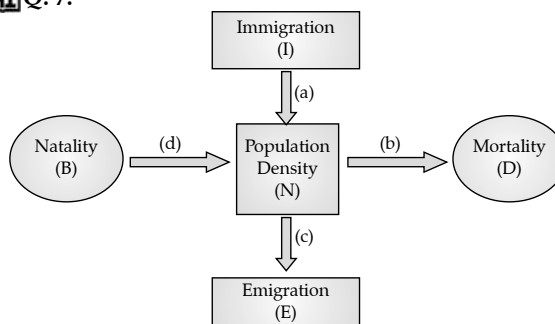 Q. 7.
Immigration
(I)
(a)
Natality
(B)
(d)
Population
Density
(N)
(b)
Mortality
(D)
(c)
Emigration
(E)